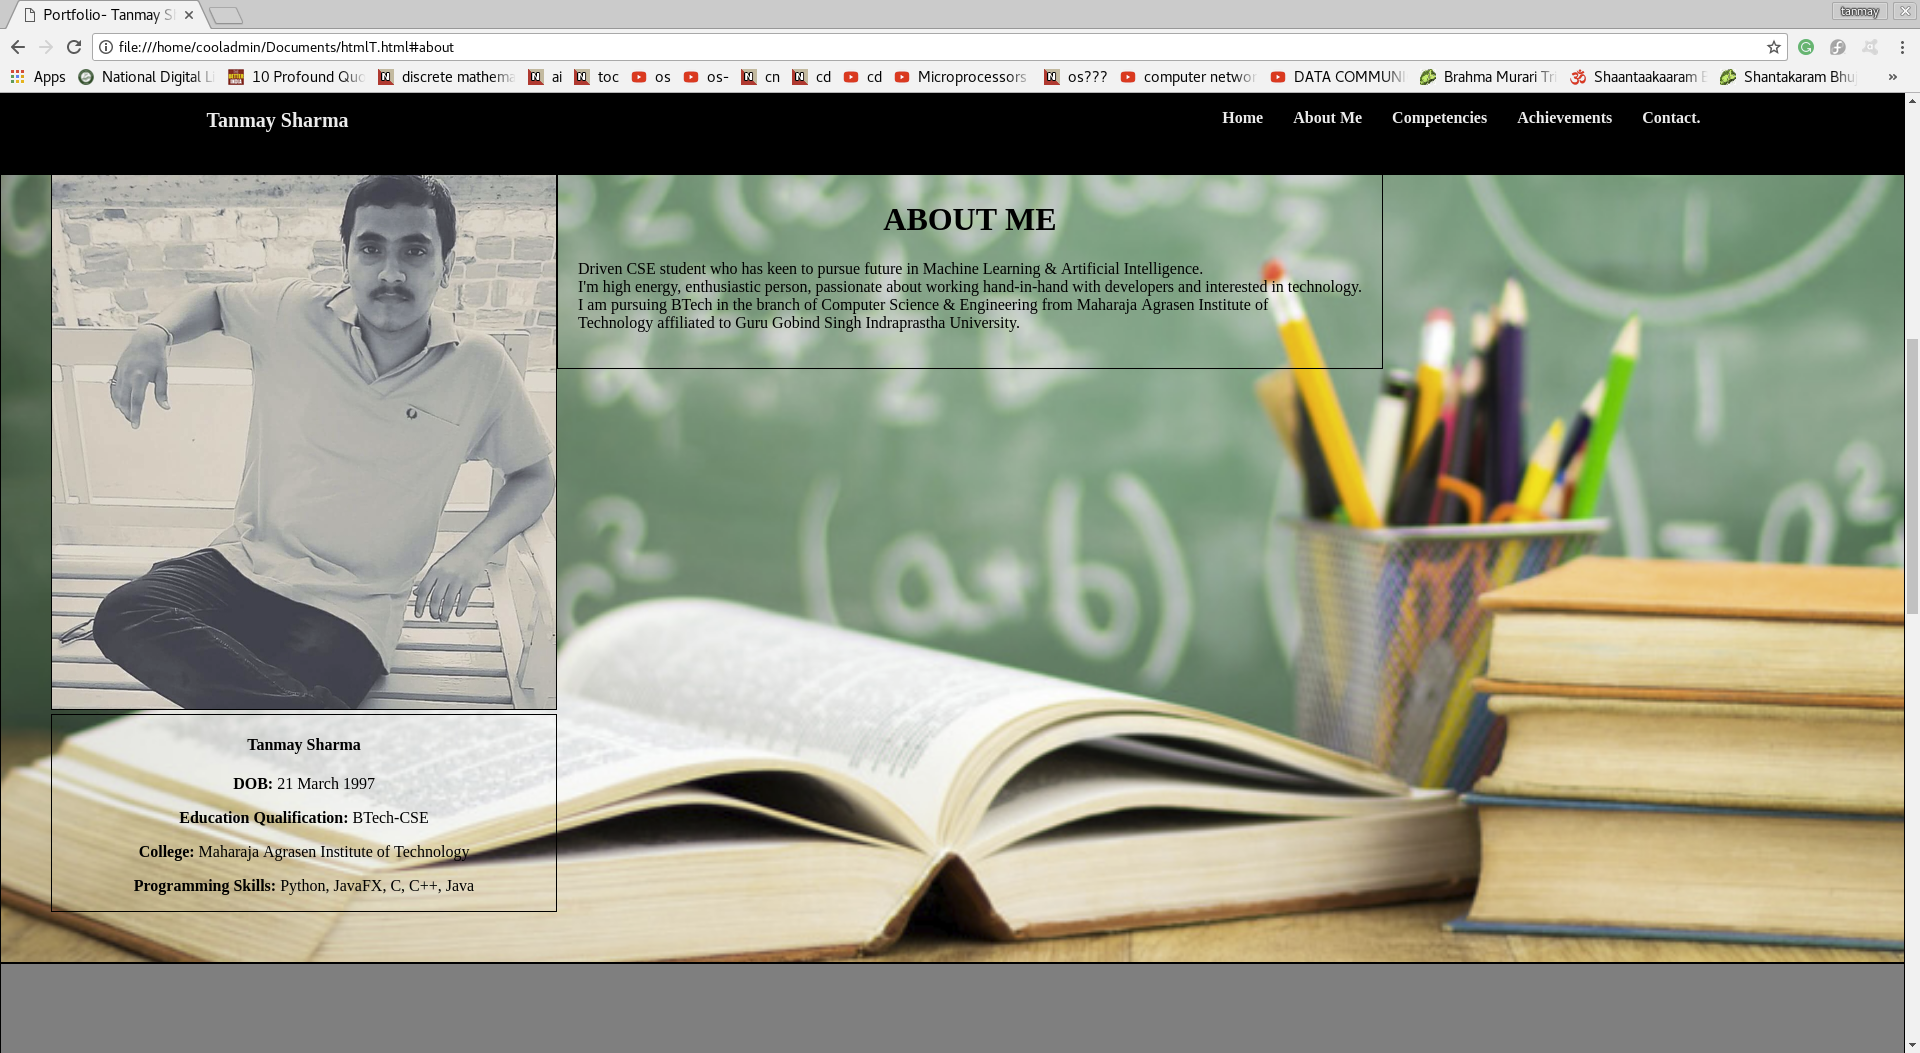 Portfolio- Tanmay S
tanmay
file:///home/cooladmin/Documents/htmlT.html#about
Apps National Digital L 10 Profound Quo discrete mathema ai toc os os- cn cd cd Microprocessors os??? computer networ DATA COMMUNI Brahma Murari Tri Shaantaakaaram Shantakaram Bhu »
Tanmay Sharma Home About Me Competencies Achievements Contact.
ABOUT ME
Driven CSE student who has keen to pursue future in Machine Learning & Artificial Intelligence.
I'm high energy, enthusiastic person, passionate about working hand-in-hand with developers and interested in technology.
I am pursuing BTech in the branch of Computer Science & Engineering from Maharaja Agrasen Institute of
Technology affiliated to Guru Gobind Singh Indraprastha University.
(a+b)
c²
-0²
Tanmay Sharma
DOB: 21 March 1997
Education Qualification: BTech-CSE
College: Maharaja Agrasen Institute of Technology
Programming Skills: Python, JavaFX, C, C++, Java